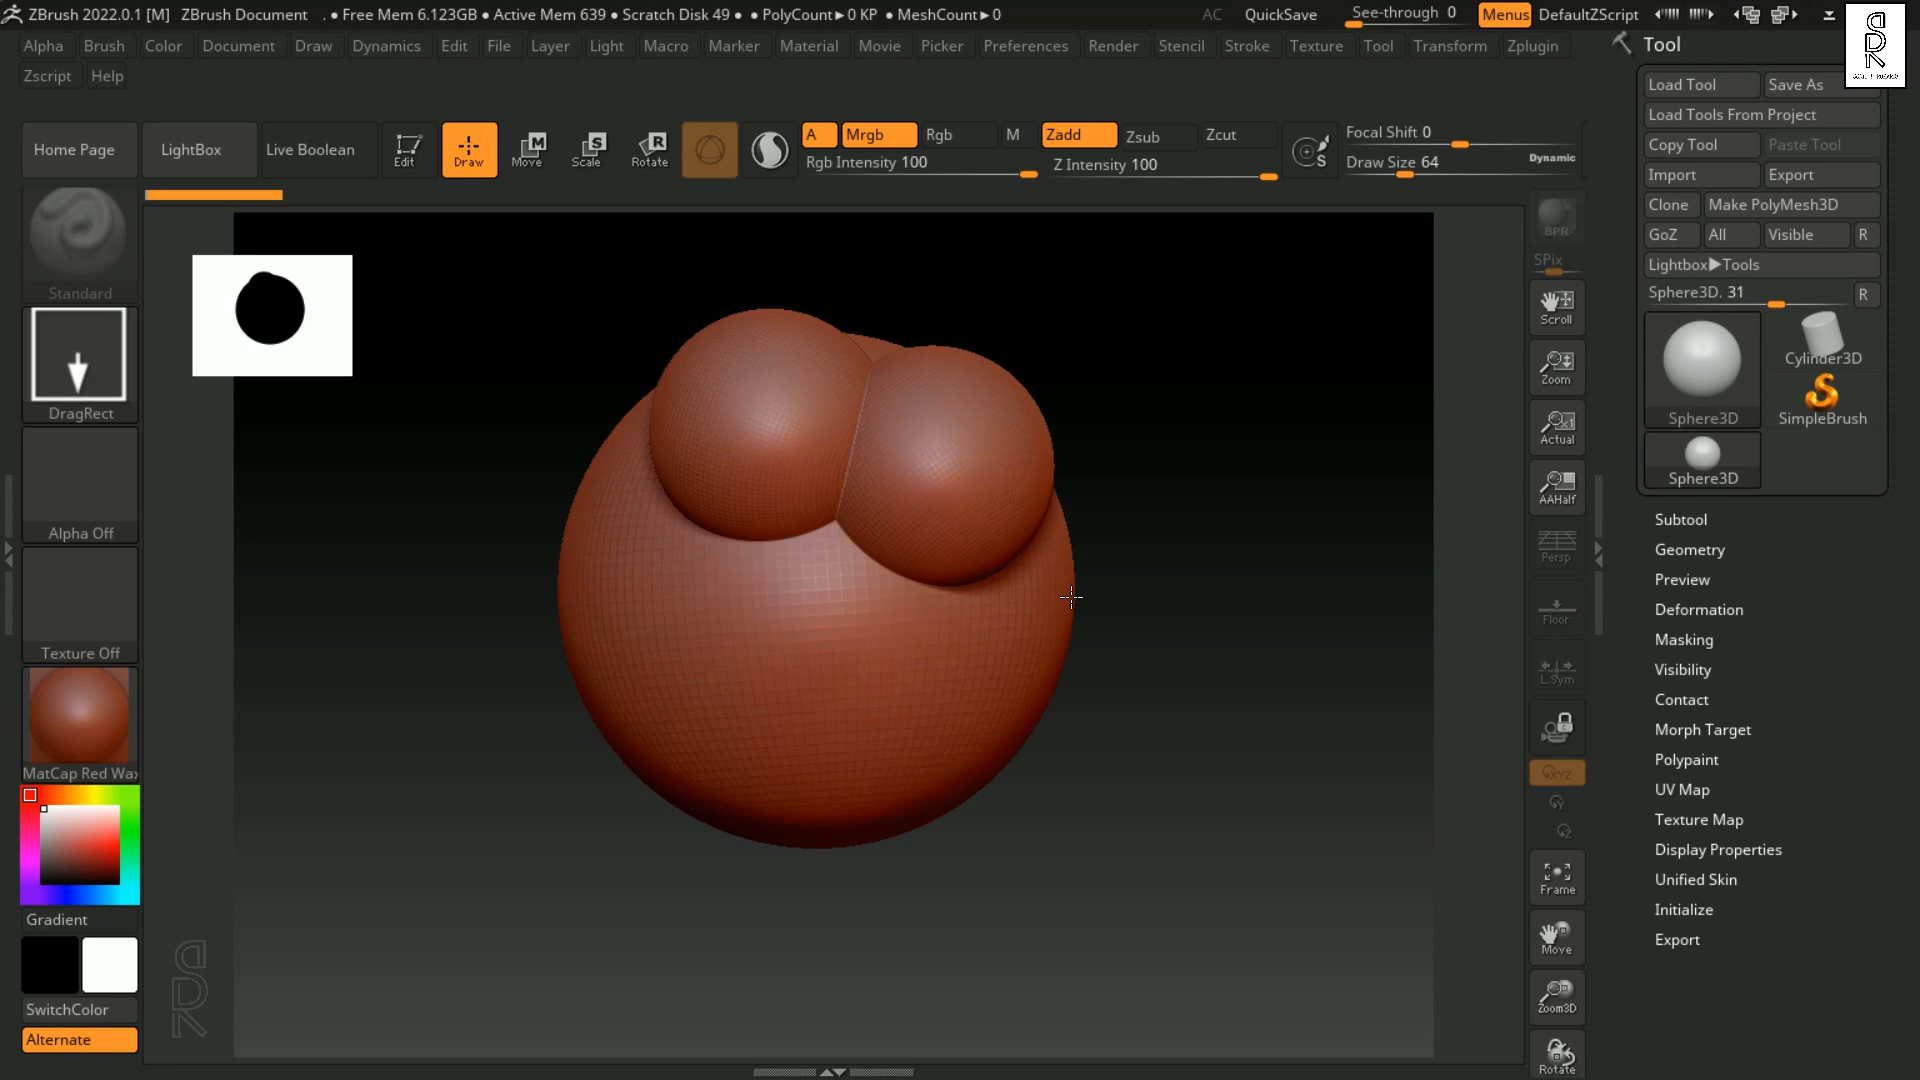 ZBrush 2022.0.1 [M] ZBrush Document . ● Free Mem 6.123GB ● Active Mem 639 ● Scratch Disk 49 ● ● PolyCount►0 KP ● MeshCount►0 AC QuickSave See-through 0 Menus DefaultZScript
Alpha Brush Color Document Draw Dynamics Edit File Layer Light Macro Marker Material Movie Picker Preferences Render Stencil Stroke Texture Tool Transform Zplugin
Zscript Help
Home Page LightBox Live Boolean Edit Draw Move Scale Rotate
A Mrgb Rgb M Zadd Zsub Zcut
Rgb Intensity 100 Z Intensity 100
S
Focal Shift 0
Draw Size 64 Dynamic
Standard
DragRect
Alpha Off
Texture Off
MatCap Red Wax
Gradient
SwitchColor
Alternate
SDR
BPR
SPix
Scroll
Zoom
Actual
AAHalf
Persp
Floor
L.Sym
XYZ
Y
Z
Frame
Move
Zoom3D
Rotate
Tool
SDR
Load Tool Save As
Load Tools From Project
Copy Tool Paste Tool
Import Export
Clone Make PolyMesh3D
GoZ All Visible R
Lightbox►Tools
Sphere3D. 31 R
Sphere3D Cylinder3D
SimpleBrush
Sphere3D
Subtool
Geometry
Preview
Deformation
Masking
Visibility
Contact
Morph Target
Polypaint
UV Map
Texture Map
Display Properties
Unified Skin
Initialize
Export